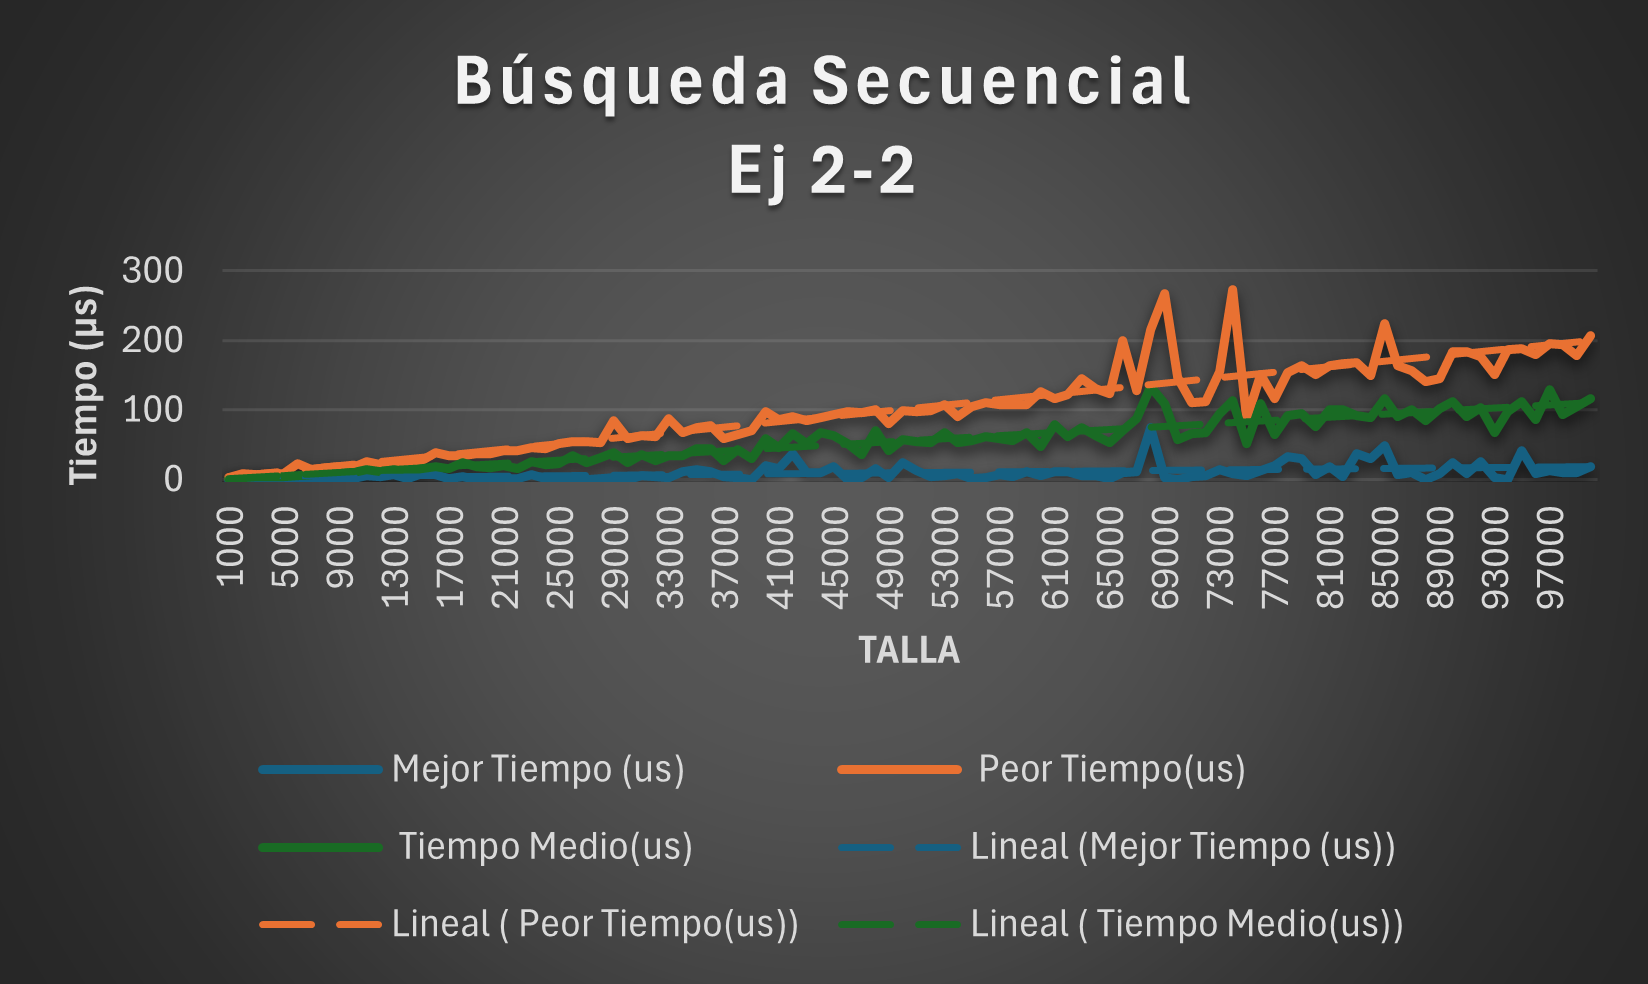 Búsqueda Secuencial
Ej 2-2
Tiempo (µs)
300
200
100
0
1000 5000 9000 13000 17000 21000 25000 29000 33000 37000 41000 45000 49000 53000 57000 61000 65000 69000 73000 77000 81000 85000 89000 93000 97000
TALLA
Mejor Tiempo (us) Peor Tiempo(us)
Tiempo Medio(us) Lineal (Mejor Tiempo (us))
Lineal ( Peor Tiempo(us)) Lineal ( Tiempo Medio(us))